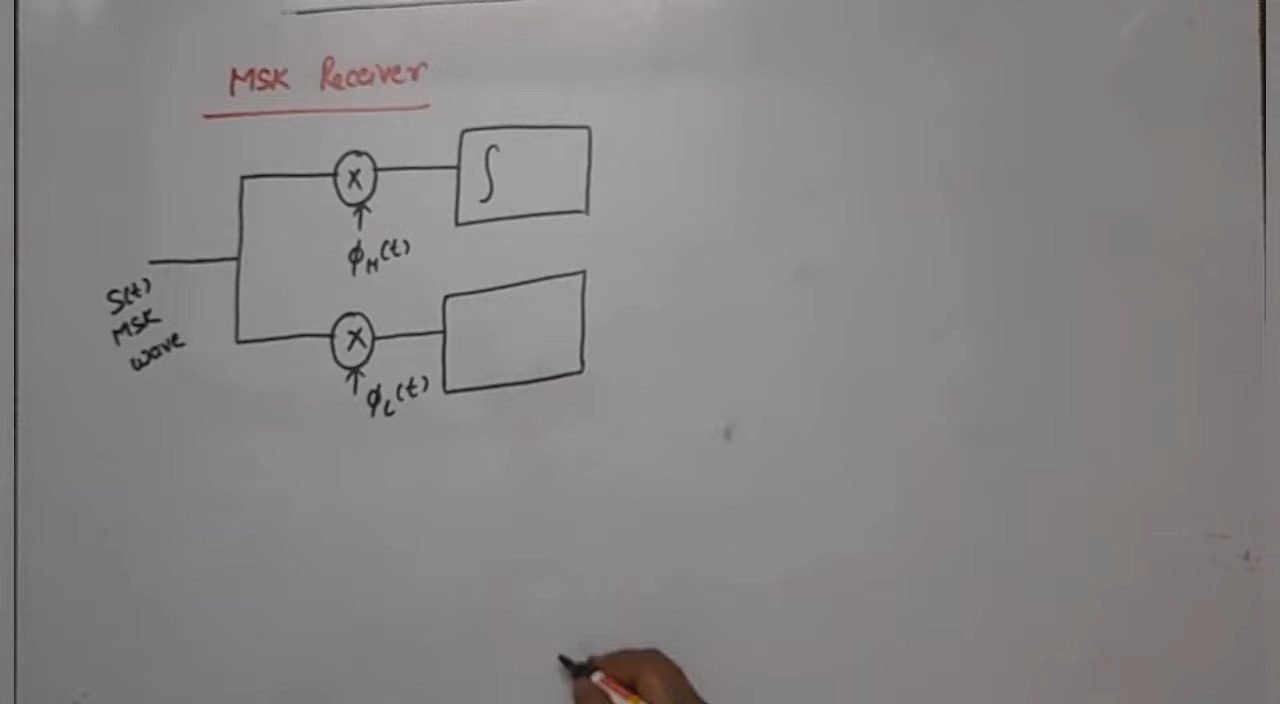 MSK Receiver
X
∫
ϕH(t)
S(t)
MSK
wave
X
ϕL(t)